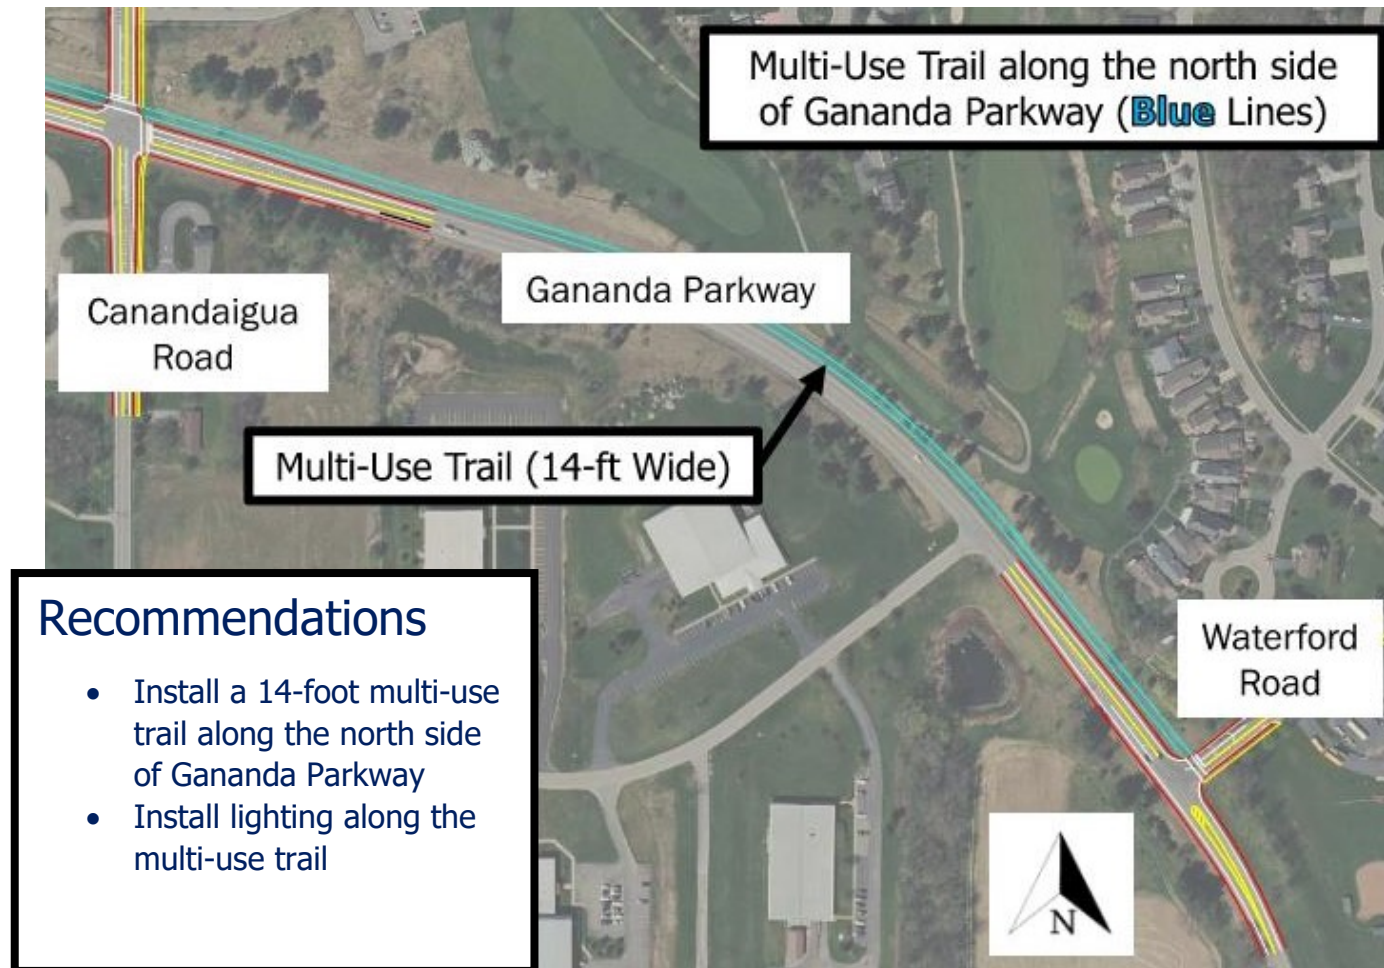 Multi-Use Trail along the north side
of Gananda Parkway (Blue Lines)
Gananda Parkway
Canandaigua
Road
Multi-Use Trail (14-ft Wide)
Waterford
Road
Recommendations
• Install a 14-foot multi-use
trail along the north side
of Gananda Parkway
• Install lighting along the
multi-use trail
N